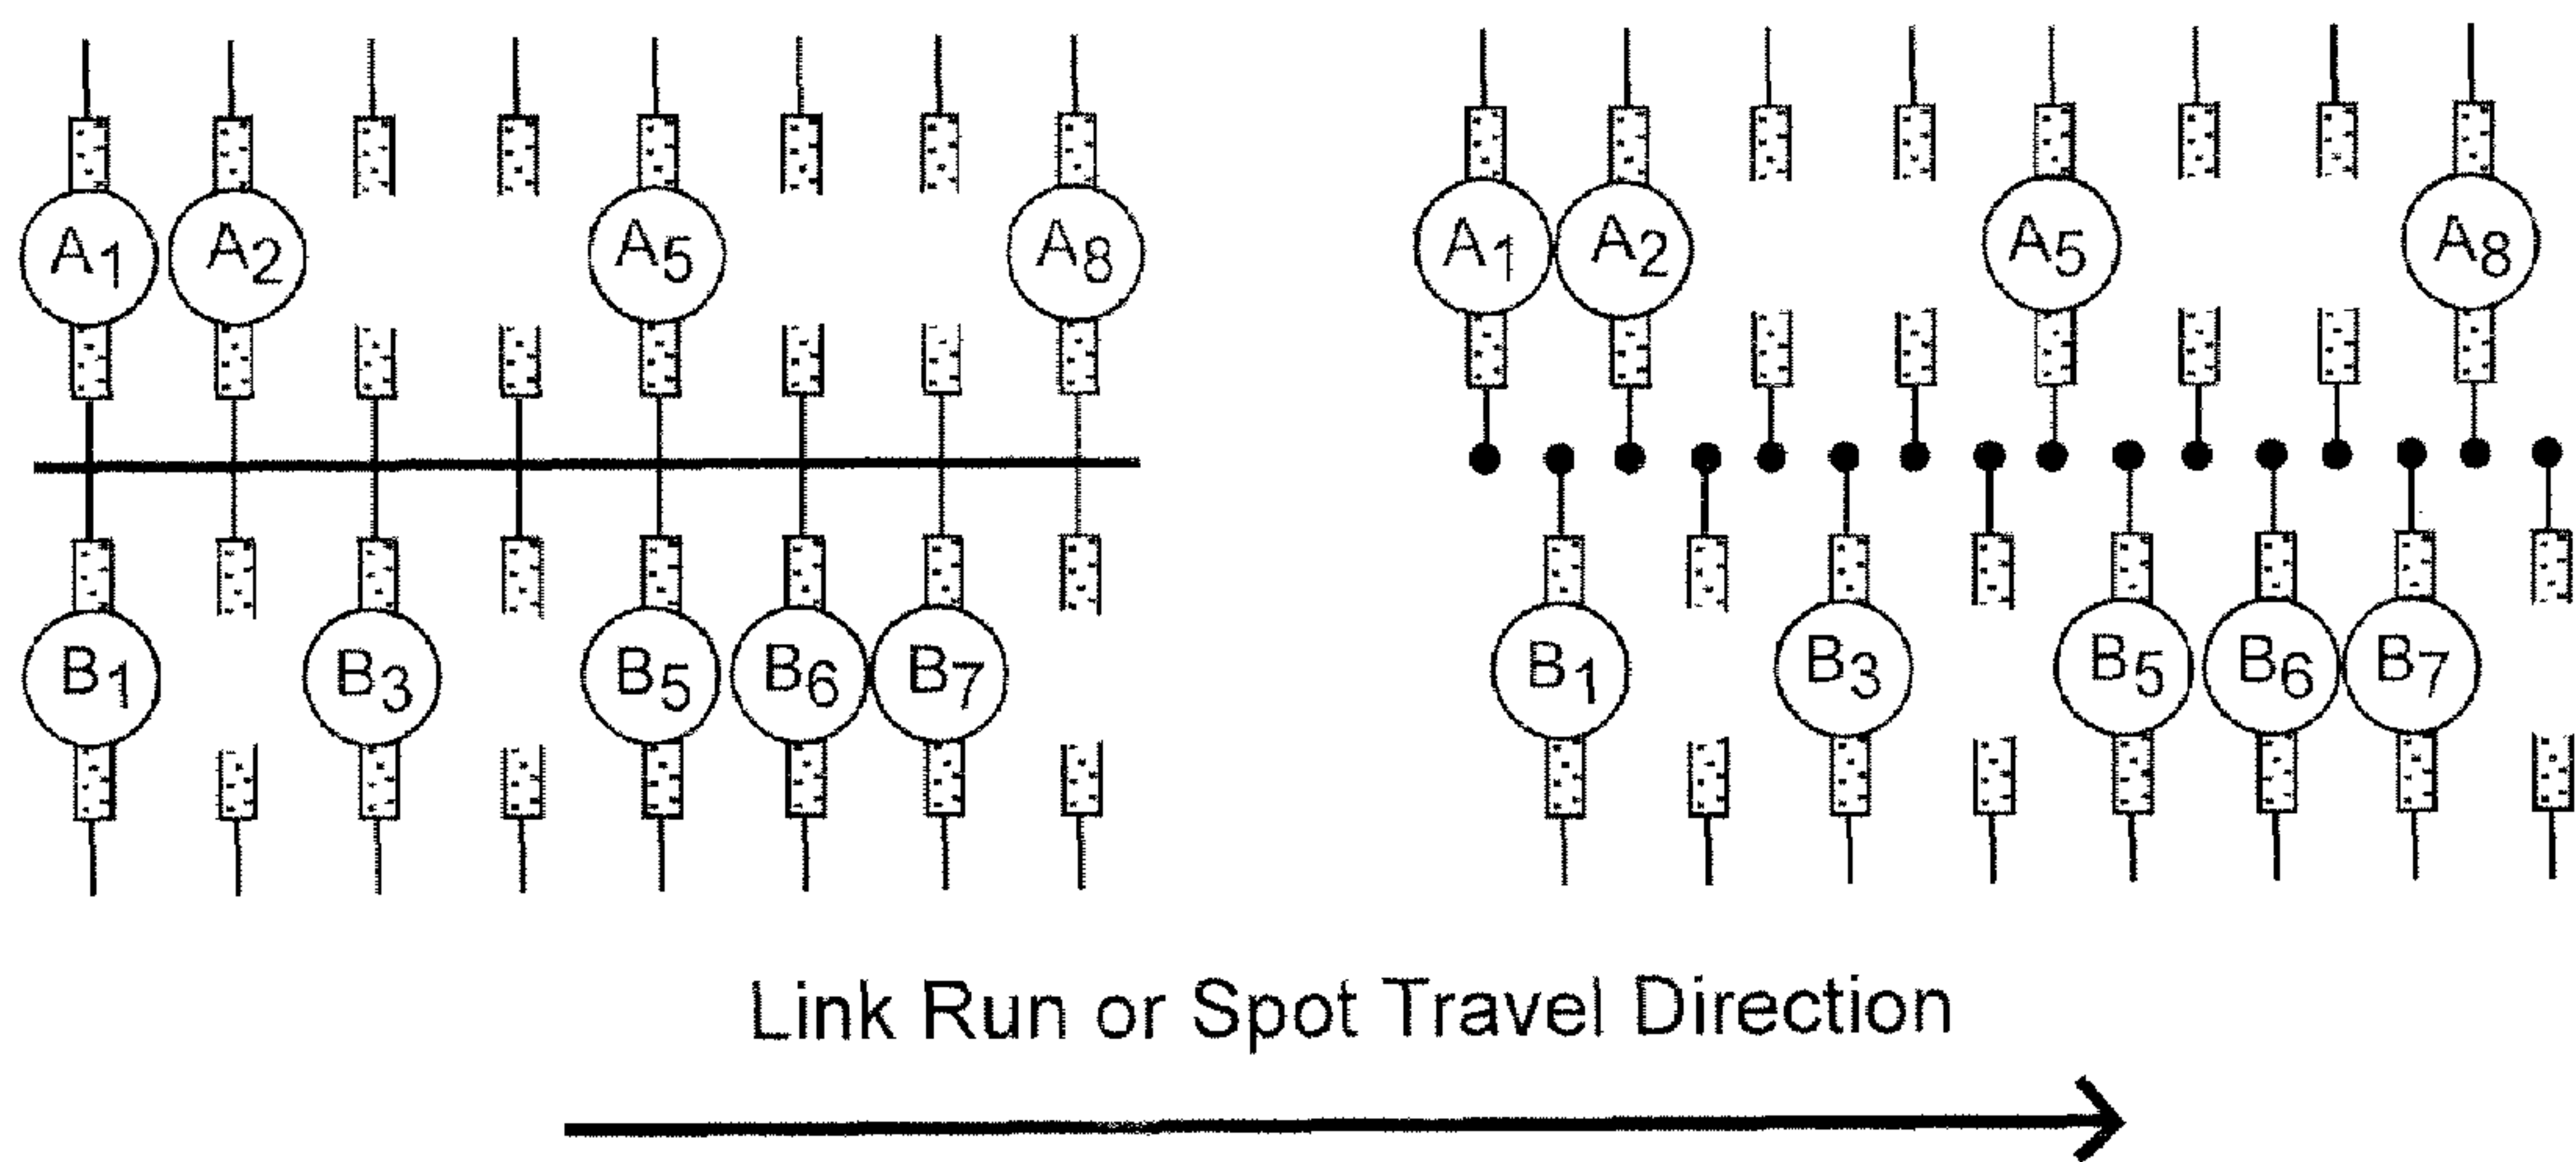 A1 A2 A5 A8 A1 A2 A5 A8
B1 B3 B5 B6 B7 B1 B3 B5 B6 B7
Link Run or Spot Travel Direction